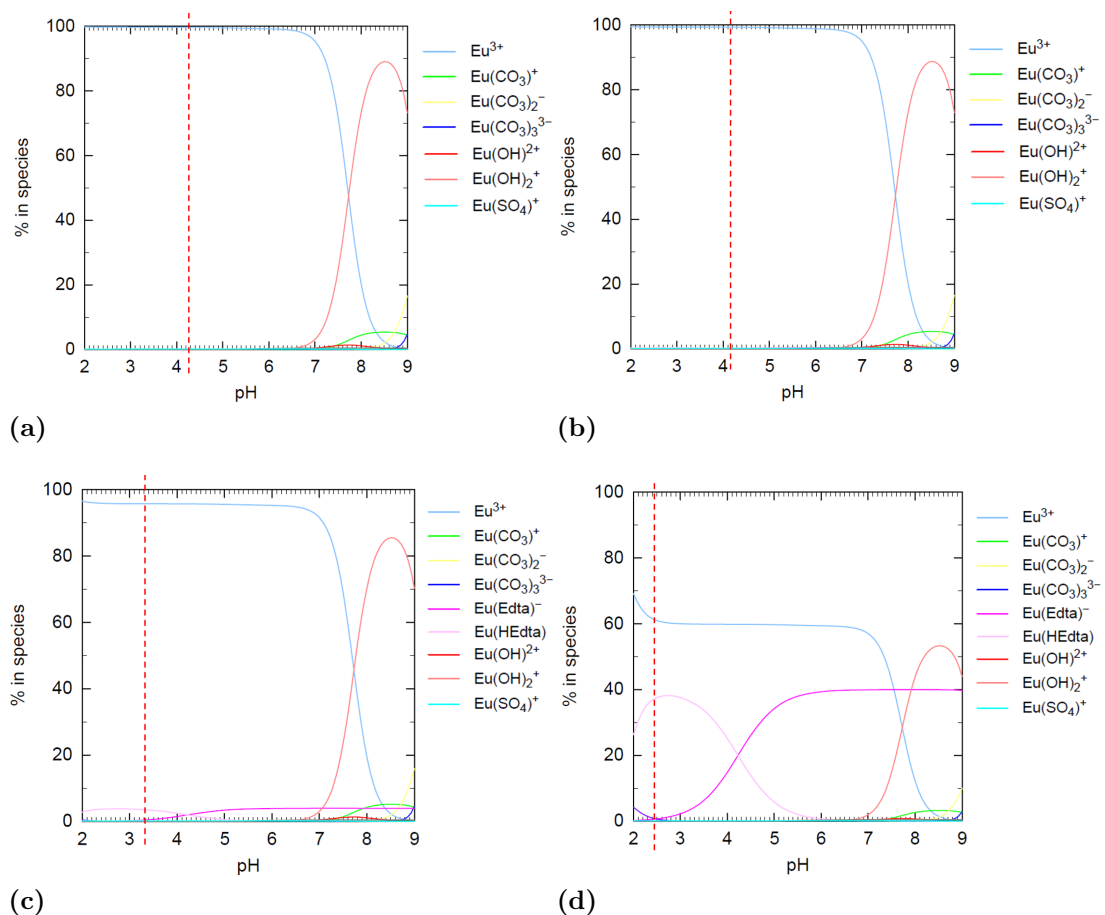 100
80
60
40
20
0
% in species
2 3 4 5 6 7 8 9
pH
Eu³⁺
Eu(CO₃)⁺
Eu(CO₃)₂⁻
Eu(CO₃)₃³⁻
Eu(OH)²⁺
Eu(OH)₂⁺
Eu(SO₄)⁺
(a)
100
80
60
40
20
0
% in species
2 3 4 5 6 7 8 9
pH
Eu³⁺
Eu(CO₃)⁺
Eu(CO₃)₂⁻
Eu(CO₃)₃³⁻
Eu(OH)²⁺
Eu(OH)₂⁺
Eu(SO₄)⁺
(b)
100
80
60
40
20
0
% in species
2 3 4 5 6 7 8 9
pH
Eu³⁺
Eu(CO₃)⁺
Eu(CO₃)₂⁻
Eu(CO₃)₃³⁻
Eu(Edta)⁻
Eu(HEdta)
Eu(OH)²⁺
Eu(OH)₂⁺
Eu(SO₄)⁺
(c)
100
80
60
40
20
0
% in species
2 3 4 5 6 7 8 9
pH
Eu³⁺
Eu(CO₃)⁺
Eu(CO₃)₂⁻
Eu(CO₃)₃³⁻
Eu(Edta)⁻
Eu(HEdta)
Eu(OH)²⁺
Eu(OH)₂⁺
Eu(SO₄)⁺
(d)